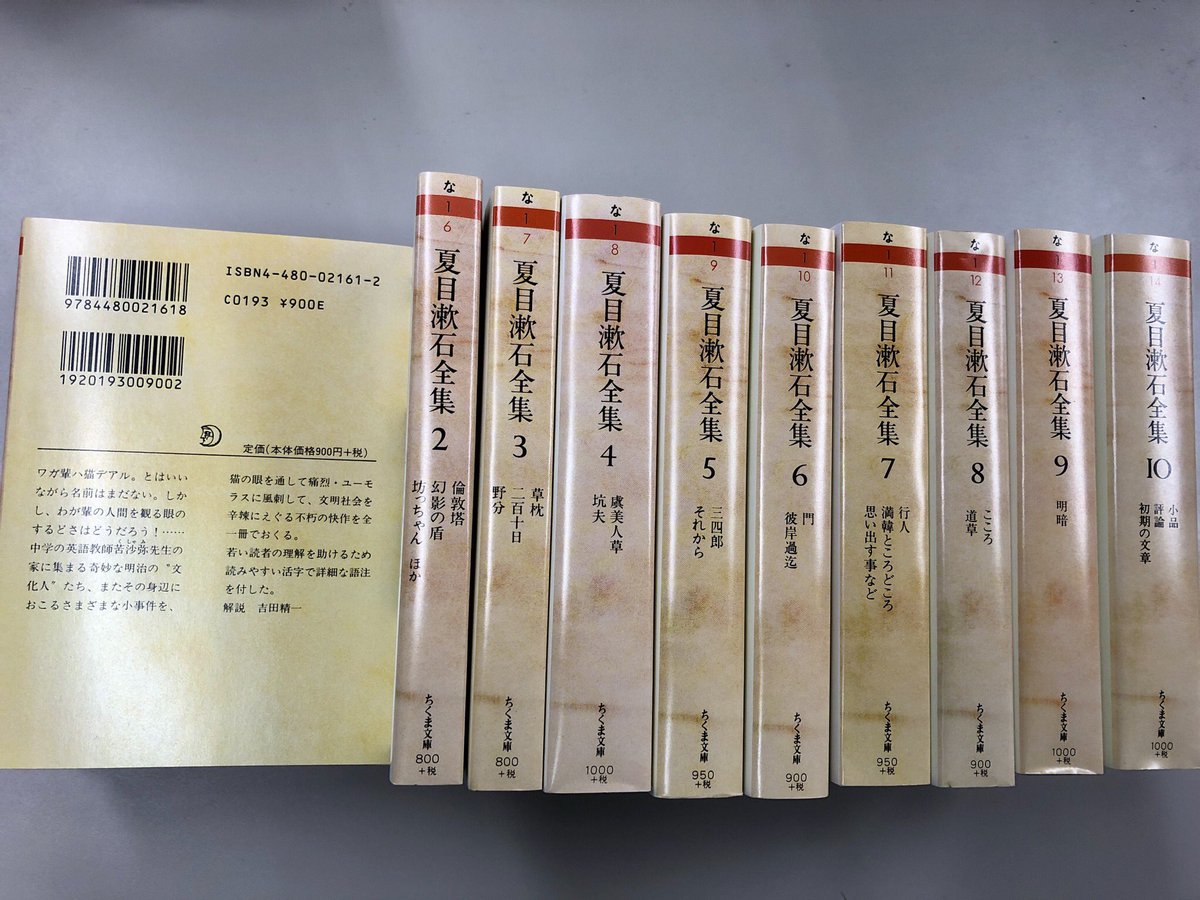 9784480021618
ISBN4-480-02161-2
C0193 ¥900E
1920193009002
定価(本体価格900円+税)
ワガ輩ハ猫デアル。とはいい
ながら名前はまだない。しか
し、わが輩の人間を観る眼の
するどさはどうだろう!……
中学の英語教師苦沙弥先生の
くしゃみ
家に集まる奇妙な明治の〝文
化人〟たち、またその身辺に
おこるさまざまな小事件を、
猫の眼を通して痛烈・ユーモ
ラスに風刺して、文明社会を
辛辣にえぐる不朽の快作を全
一冊でおくる。
若い読者の理解を助けるため
読みやすい活字で詳細な語注
を付した。
解説 吉田精一
な
1
6
夏目漱石全集 2
倫敦塔
幻影の盾
坊っちゃん ほか
ちくま文庫
800
+税
な
1
7
夏目漱石全集 3
草枕
二百十日
野分
ちくま文庫
800
+税
な
1
8
夏目漱石全集 4
虞美人草
坑夫
ちくま文庫
1000
+税
な
1
9
夏目漱石全集 5
三四郎
それから
ちくま文庫
950
+税
な
1
10
夏目漱石全集 6
門
彼岸過迄
ちくま文庫
900
+税
な
1
11
夏目漱石全集 7
行人
満韓ところどころ
思い出す事など
ちくま文庫
950
+税
な
1
12
夏目漱石全集 8
こころ
道草
ちくま文庫
900
+税
な
1
13
夏目漱石全集 9
明暗
ちくま文庫
1000
+税
な
1
14
夏目漱石全集 10
小品
評論
初期の文章
ちくま文庫
1000
+税